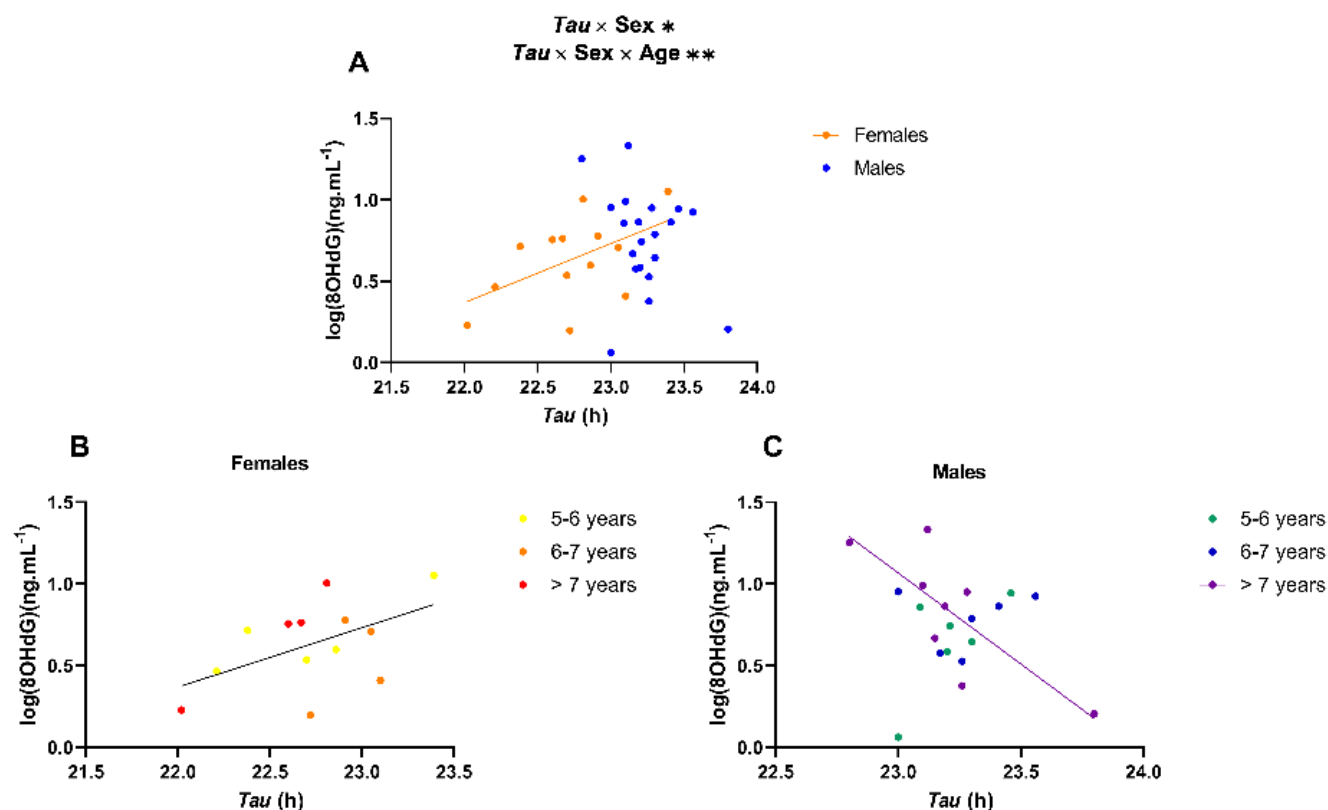 Tau × Sex *
Tau × Sex × Age **
A
1.5
1.0
0.5
0.0
log(8OHdG)(ng.mL⁻¹)
21.5 22.0 22.5 23.0 23.5 24.0
Tau (h)
Females
Males
B
Females
1.5
1.0
0.5
0.0
log(8OHdG)(ng.mL⁻¹)
21.5 22.0 22.5 23.0 23.5
Tau (h)
5-6 years
6-7 years
> 7 years
C
Males
1.5
1.0
0.5
0.0
log(8OHdG)(ng.mL⁻¹)
22.5 23.0 23.5 24.0
Tau (h)
5-6 years
6-7 years
> 7 years